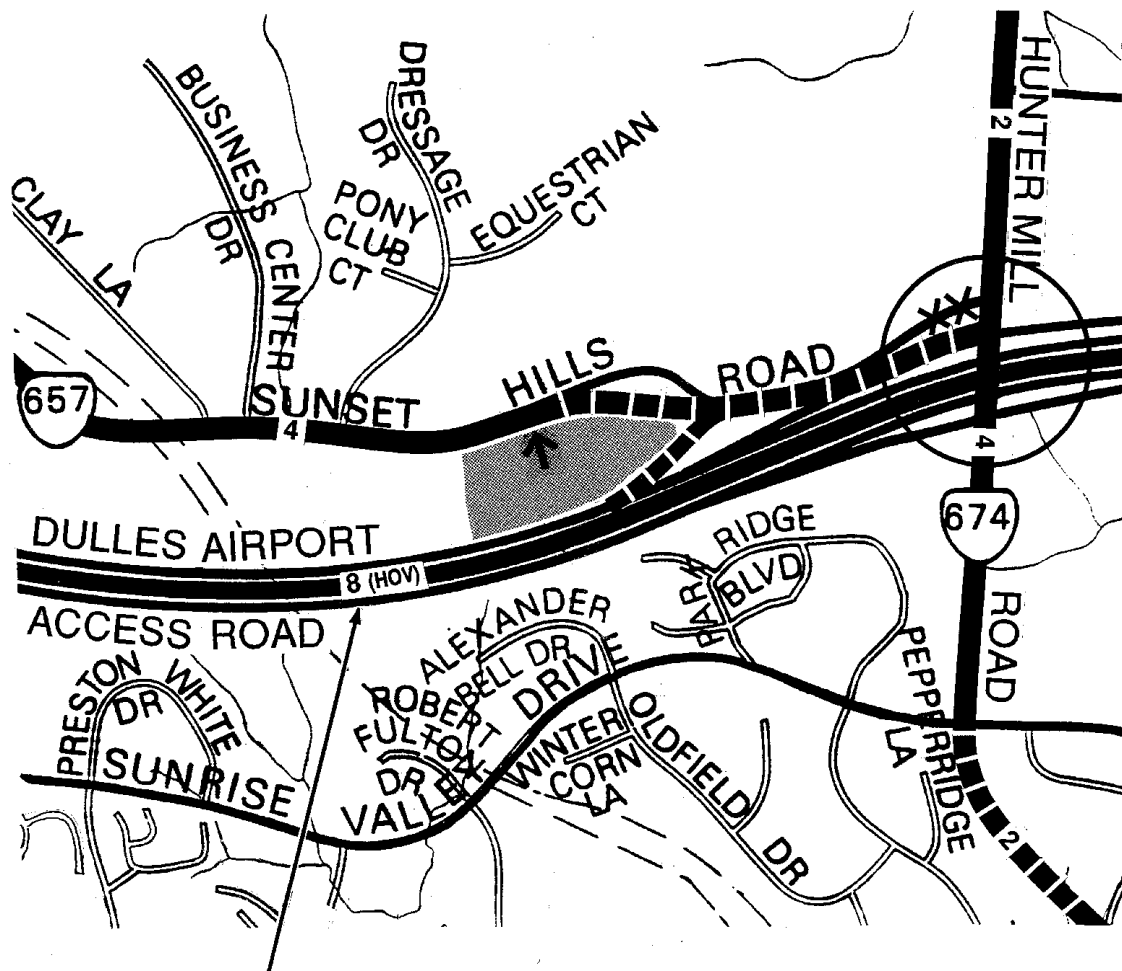 HUNTER MILL
2
DRESSAGE
DR
BUSINESS CENTER
DR
EQUESTRIAN
CT
PONY
CLUB
CT
CLAY LA
XX
HILLS ROAD
657
SUNSET
4
4
674
DULLES AIRPORT
8 (HOV)
ACCESS ROAD
PARK RIDGE
BLVD
ROAD
ALEXANDER
BELL DR
PEPPERRIDGE
LA
PRESTON WHITE
DR
ROBERT
FULTON
DR
SUNRISE VALLEY DRIVE
WINTER
CORN
LA
OLDFIELD DR
2